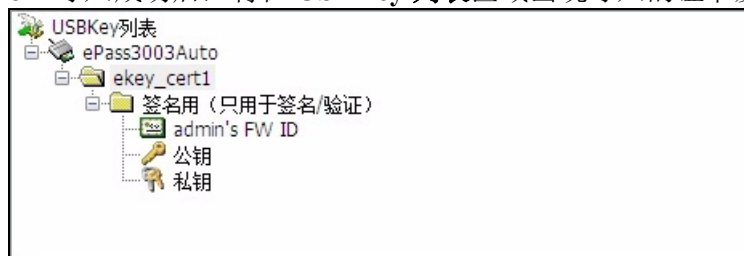 USBKey列表
ePass3003Auto
ekey_cert1
签名用（只用于签名/验证）
admin's FW ID
公钥
私钥